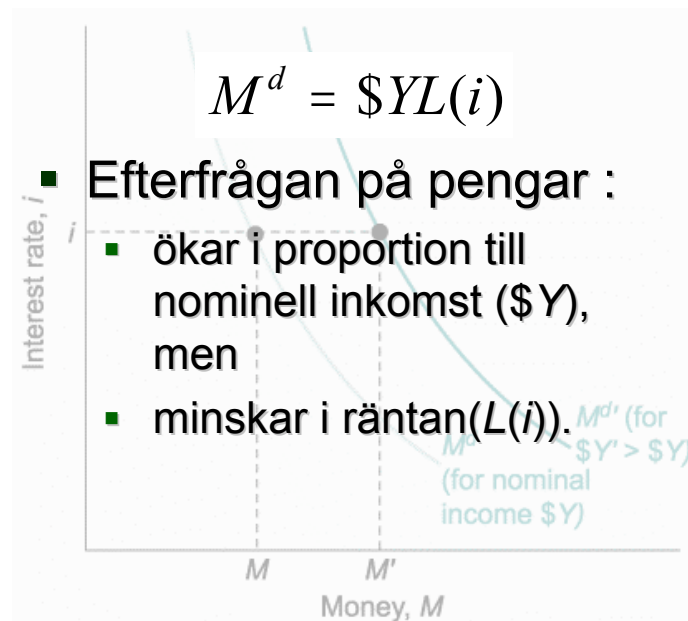 M^d = $YL(i)
Efterfrågan på pengar :
ökar i proportion till
nominell inkomst ($Y),
men
minskar i räntan(L(i)).
Interest rate, i
i
M^d' (for
$Y' > $Y)
M^d
(for nominal
income $Y)
M
M'
Money, M